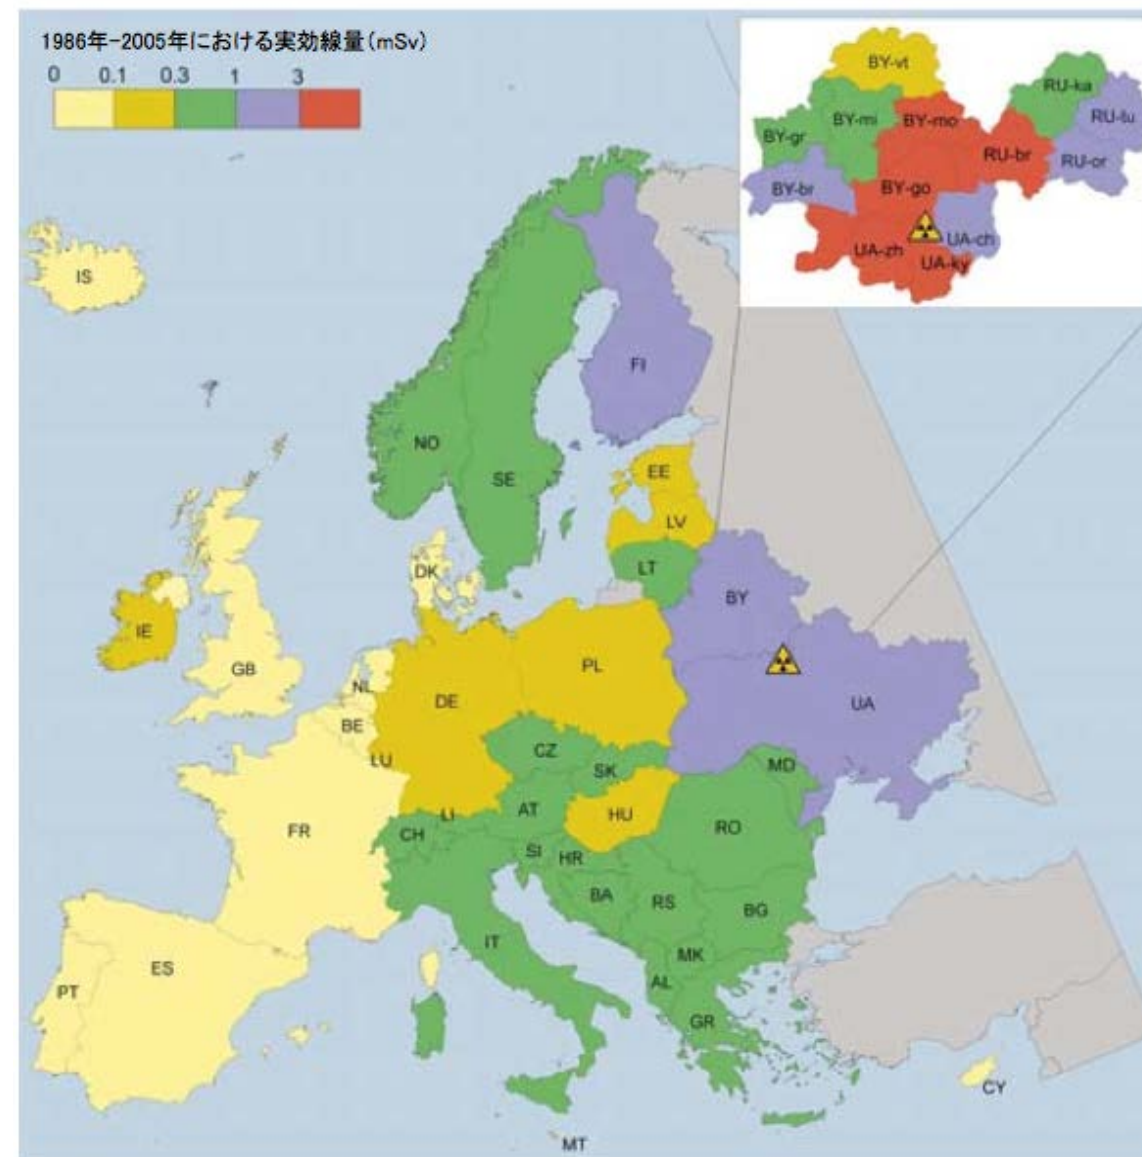 1986年-2005年における実効線量(mSv)
0 0.1 0.3 1 3
BY-vt
RU-ka
BY-mi
BY-mo
RU-tu
BY-gr
RU-br
RU-or
BY-br
BY-go
UA-zh
UA-ch
UA-ky
IS
FI
NO
SE
EE
LV
LT
DK
BY
IE
GB
NL
DE
PL
UA
BE
LU
CZ
SK
MD
LI
AT
HU
RO
FR
CH
SI
HR
BA
RS
BG
IT
MK
ES
AL
PT
GR
CY
MT